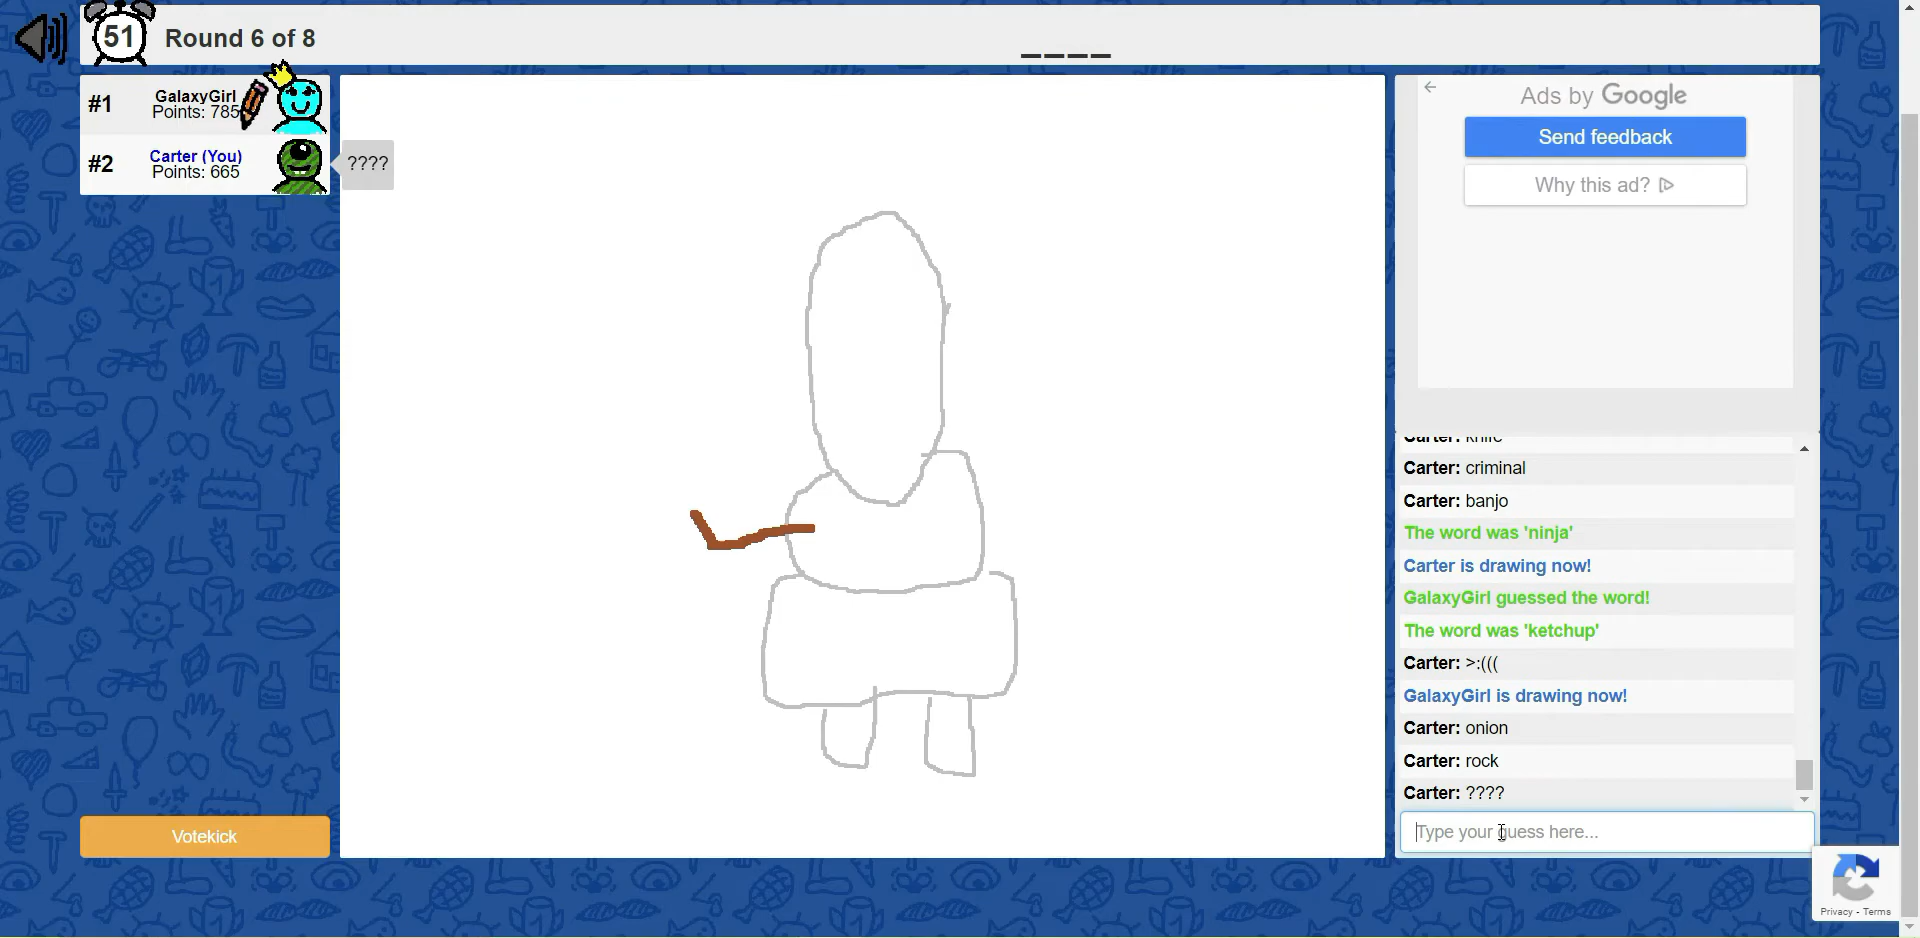 51
Round 6 of 8
_ _ _ _
#1
GalaxyGirl
Points: 785
#2
Carter (You)
Points: 665
????
Votekick
Ads by Google
Send feedback
Why this ad?
Carter: knife
Carter: criminal
Carter: banjo
The word was 'ninja'
Carter is drawing now!
GalaxyGirl guessed the word!
The word was 'ketchup'
Carter: >:(((
GalaxyGirl is drawing now!
Carter: onion
Carter: rock
Carter: ????
Type your guess here...
Privacy - Terms